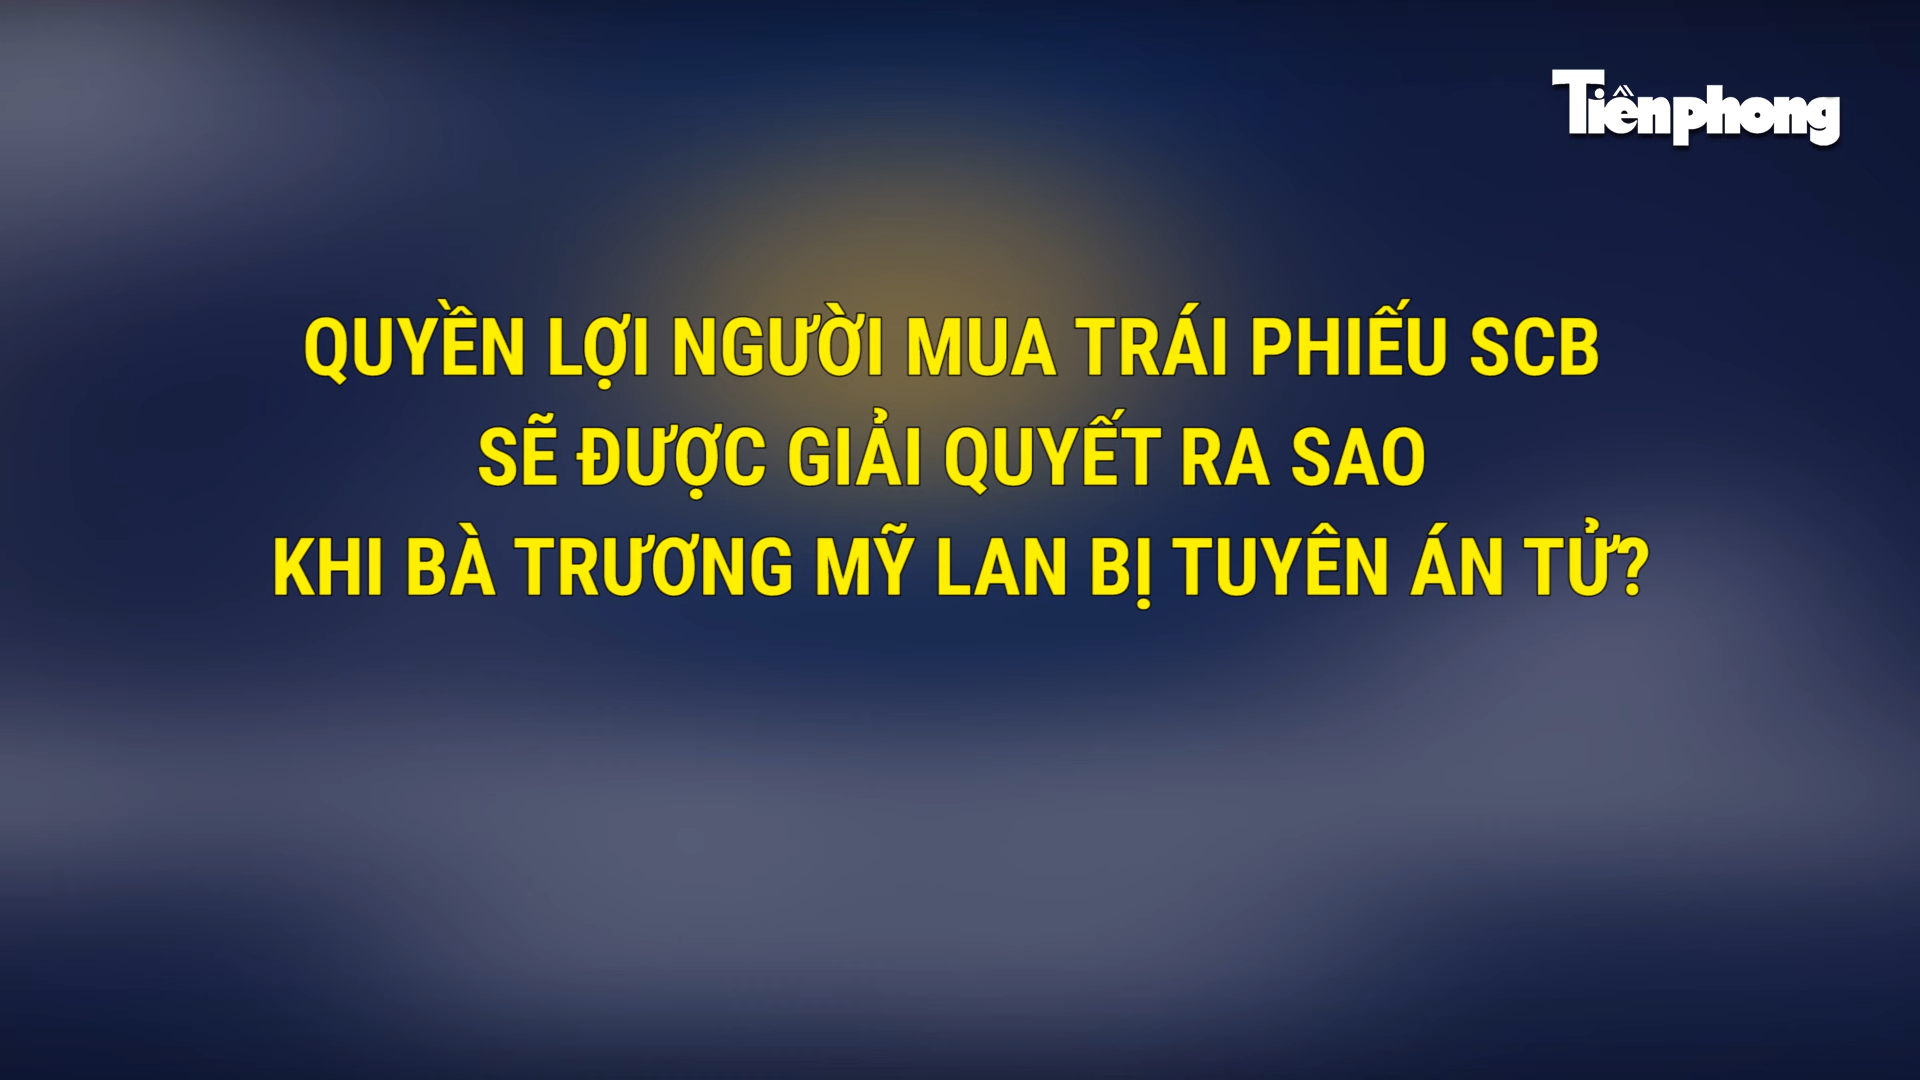 Tiềnphong
QUYỀN LỢI NGƯỜI MUA TRÁI PHIẾU SCB
SẼ ĐƯỢC GIẢI QUYẾT RA SAO
KHI BÀ TRƯƠNG MỸ LAN BỊ TUYÊN ÁN TỬ?